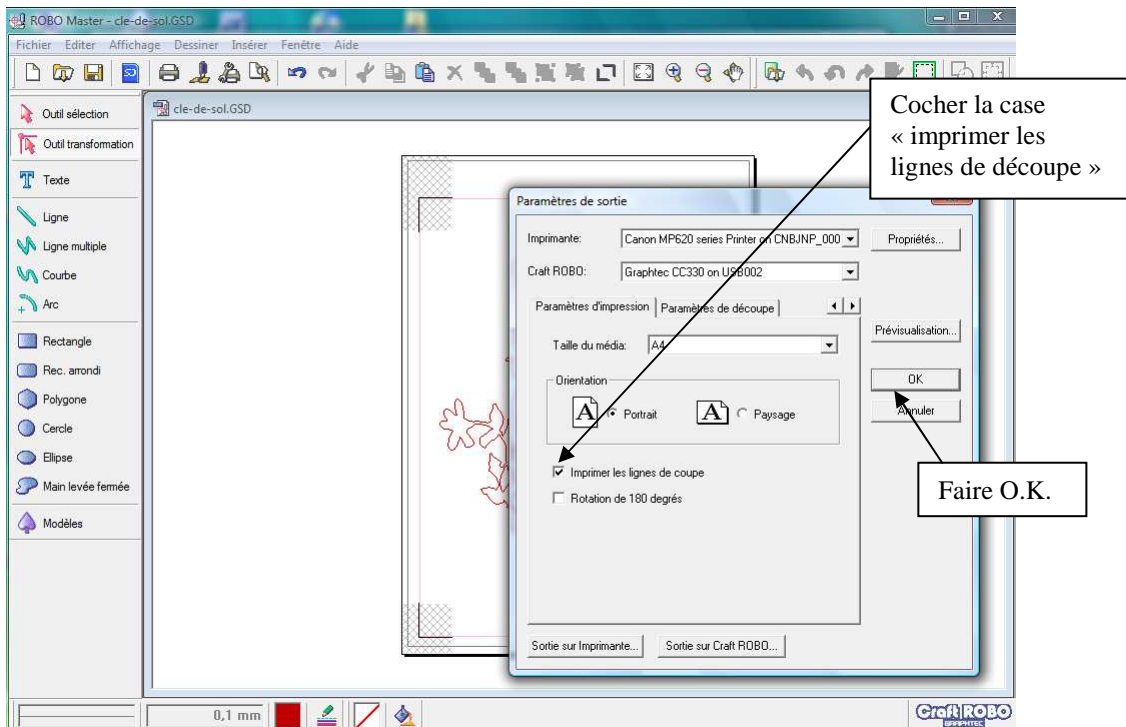 ROBO Master - cle-de-sol.GSD
Fichier Editer Affichage Dessiner Insérer Fenêtre Aide
Outil sélection
Outil transformation
Texte
Ligne
Ligne multiple
Courbe
Arc
Rectangle
Rec. arrondi
Polygone
Cercle
Ellipse
Main levée fermée
Modèles
cle-de-sol.GSD
Cocher la case
« imprimer les
lignes de découpe »
Paramètres de sortie
Imprimante: Canon MP620 series Printer on CNBJNP_000 Propriétés...
Craft ROBO: Graphtec CC330 on USB002
Paramètres d'impression Paramètres de découpe
Prévisualisation...
Taille du média: A4
OK
Orientation
A Portrait A Paysage
Annuler
Imprimer les lignes de coupe
Rotation de 180 degrés
Faire O.K.
Sortie sur Imprimante... Sortie sur Craft ROBO...
0,1 mm
Craft ROBO
GRAPHTEC